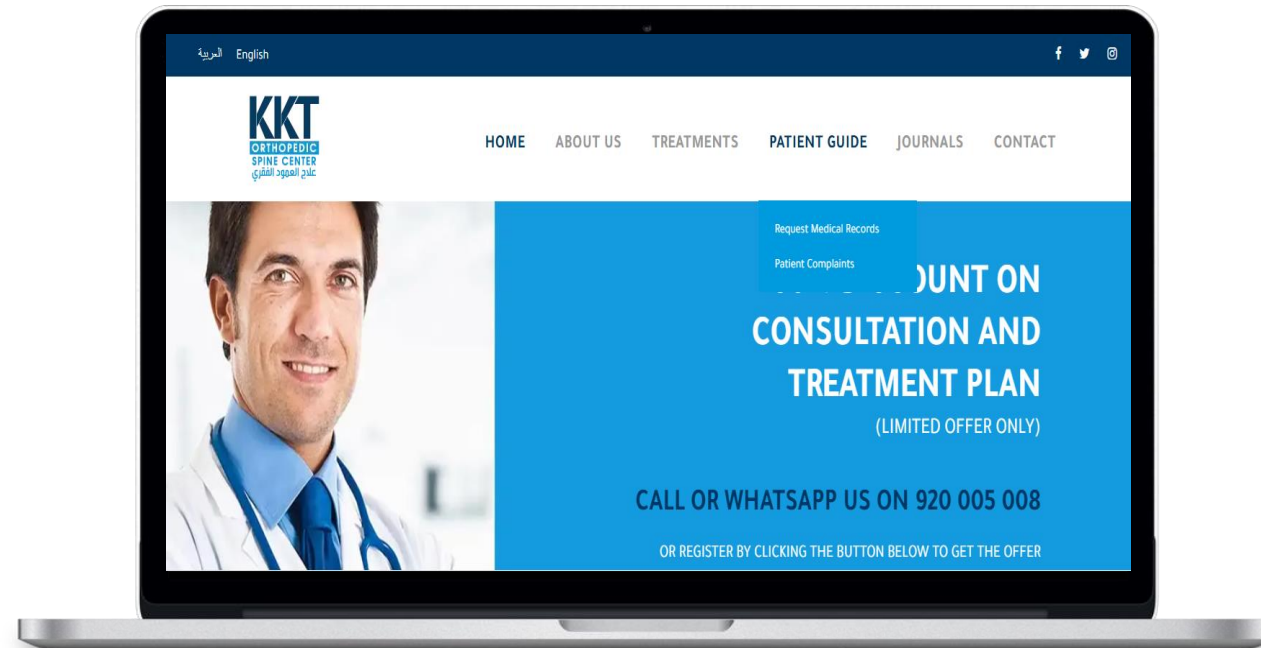 العربية English
KKT
ORTHOPEDIC
SPINE CENTER
علاج العمود الفقري
HOME ABOUT US TREATMENTS PATIENT GUIDE JOURNALS CONTACT
Request Medical Records
Patient Complaints
ON
CONSULTATION AND
TREATMENT PLAN
(LIMITED OFFER ONLY)
CALL OR WHATSAPP US ON 920 005 008
OR REGISTER BY CLICKING THE BUTTON BELOW TO GET THE OFFER